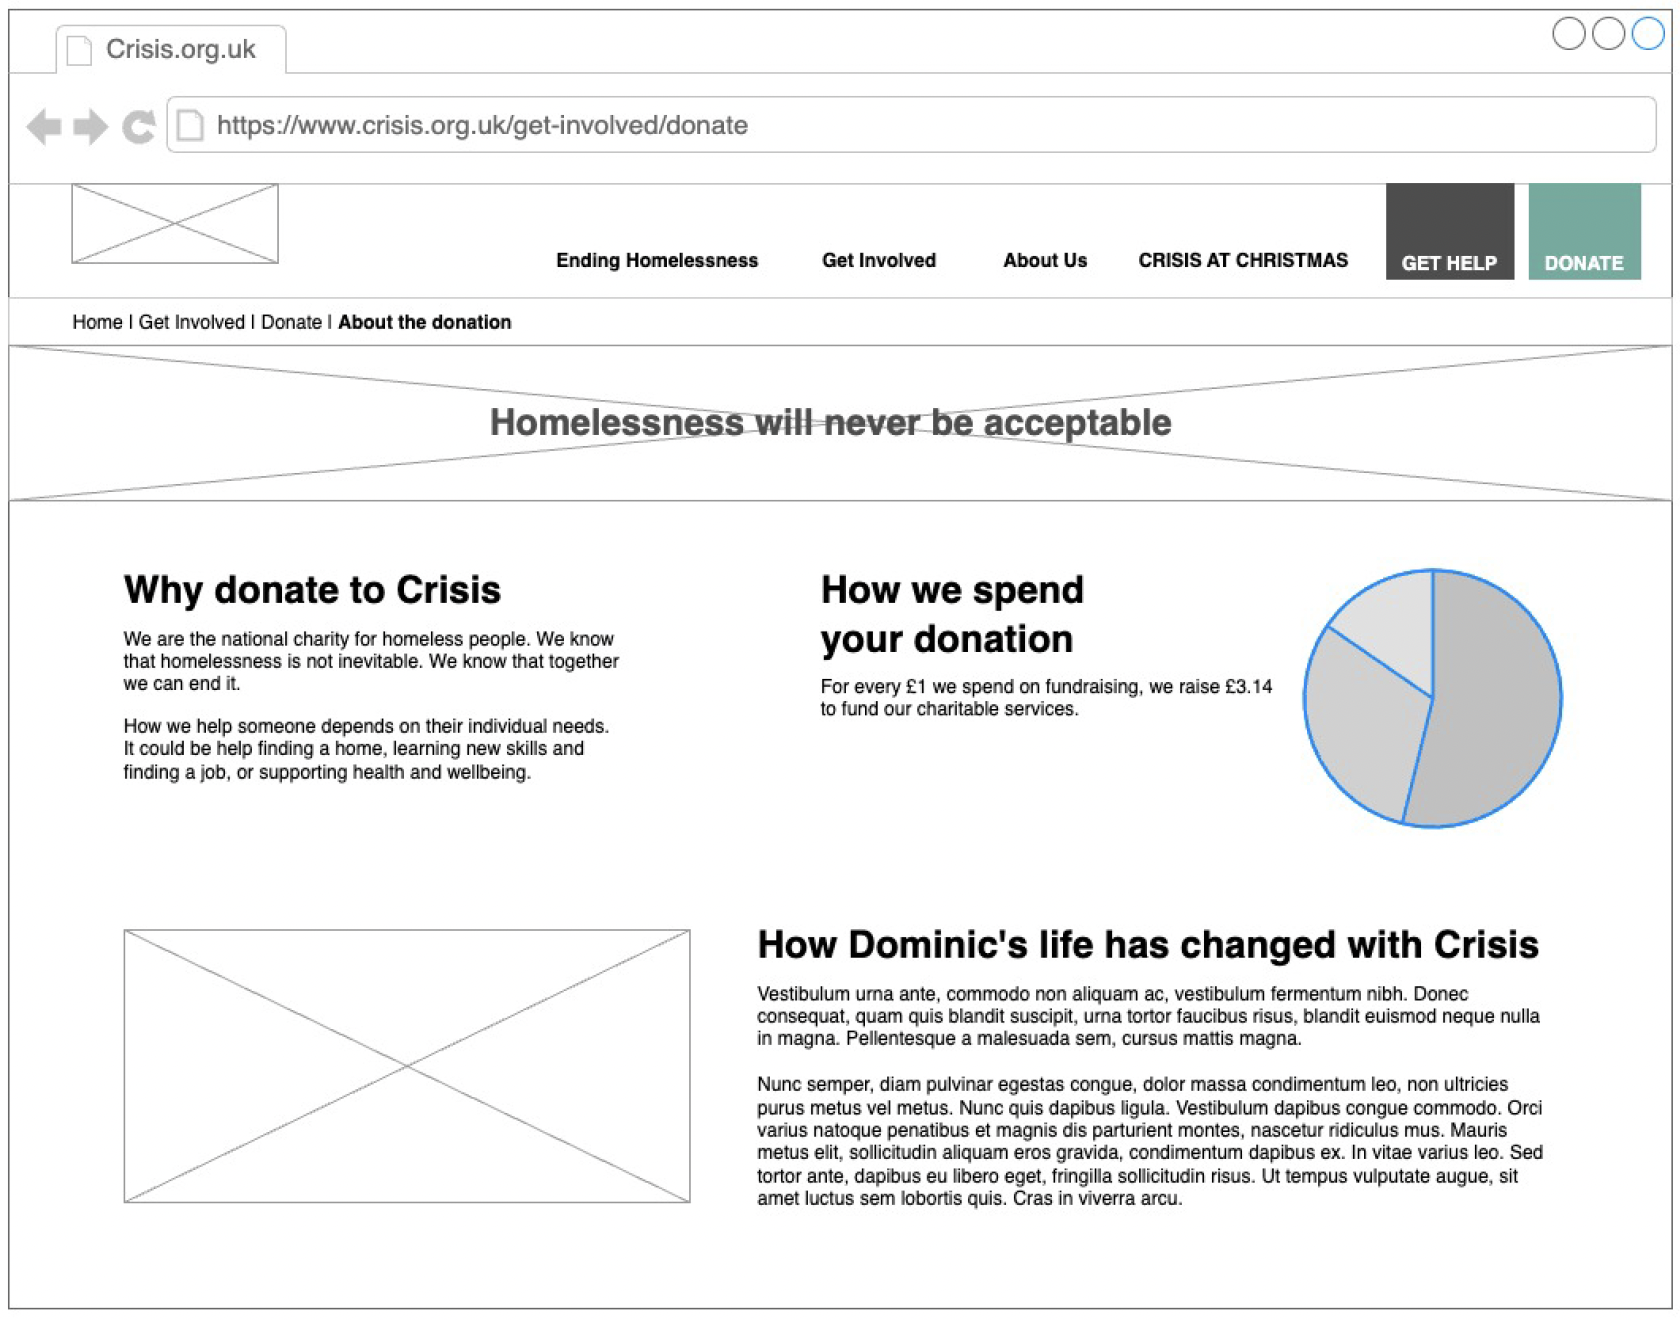 Crisis.org.uk
https://www.crisis.org.uk/get-involved/donate
Ending Homelessness
Get Involved
About Us
CRISIS AT CHRISTMAS
GET HELP
DONATE
Home | Get Involved | Donate | About the donation
Homelessness will never be acceptable
Why donate to Crisis
We are the national charity for homeless people. We know
that homelessness is not inevitable. We know that together
we can end it.
How we help someone depends on their individual needs.
It could be help finding a home, learning new skills and
finding a job, or supporting health and wellbeing.
How we spend
your donation
For every £1 we spend on fundraising, we raise £3.14
to fund our charitable services.
How Dominic's life has changed with Crisis
Vestibulum urna ante, commodo non aliquam ac, vestibulum fermentum nibh. Donec
consequat, quam quis blandit suscipit, urna tortor faucibus risus, blandit euismod neque nulla
in magna. Pellentesque a malesuada sem, cursus mattis magna.
Nunc semper, diam pulvinar egestas congue, dolor massa condimentum leo, non ultricies
purus metus vel metus. Nunc quis dapibus ligula. Vestibulum dapibus congue commodo. Orci
varius natoque penatibus et magnis dis parturient montes, nascetur ridiculus mus. Mauris
metus elit, sollicitudin aliquam eros gravida, condimentum dapibus ex. In vitae varius leo. Sed
tortor ante, dapibus eu libero eget, fringilla sollicitudin risus. Ut tempus vulputate augue, sit
amet luctus sem lobortis quis. Cras in viverra arcu.